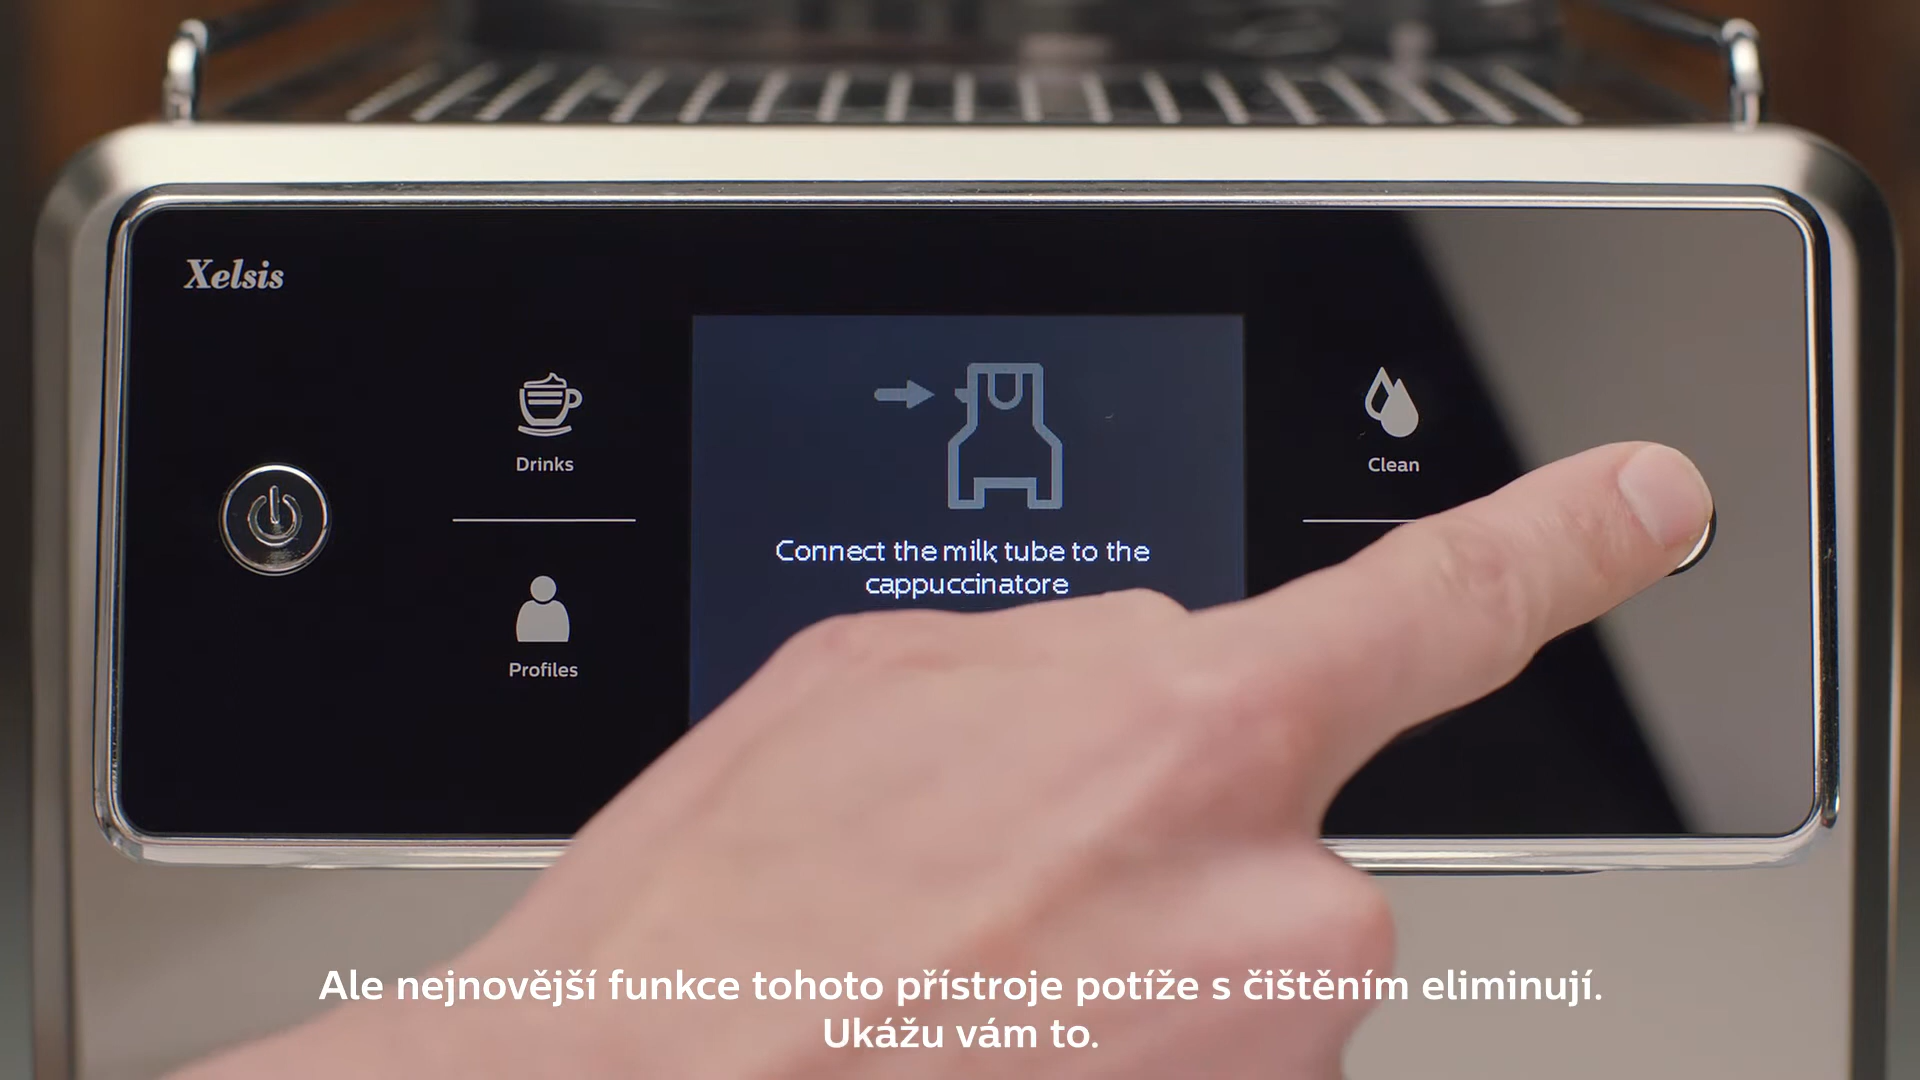 Xelsis
Drinks
Profiles
Connect the milk tube to the
cappuccinatore
Clean
Ale nejnovější funkce tohoto přístroje potíže s čištěním eliminují.
Ukážu vám to.